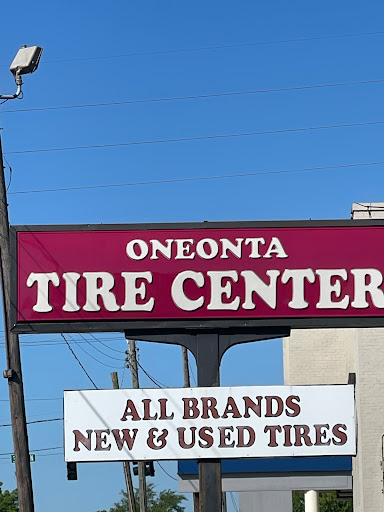 ONEONTA
TIRE CENTER
ALL BRANDS
NEW & USED TIRES